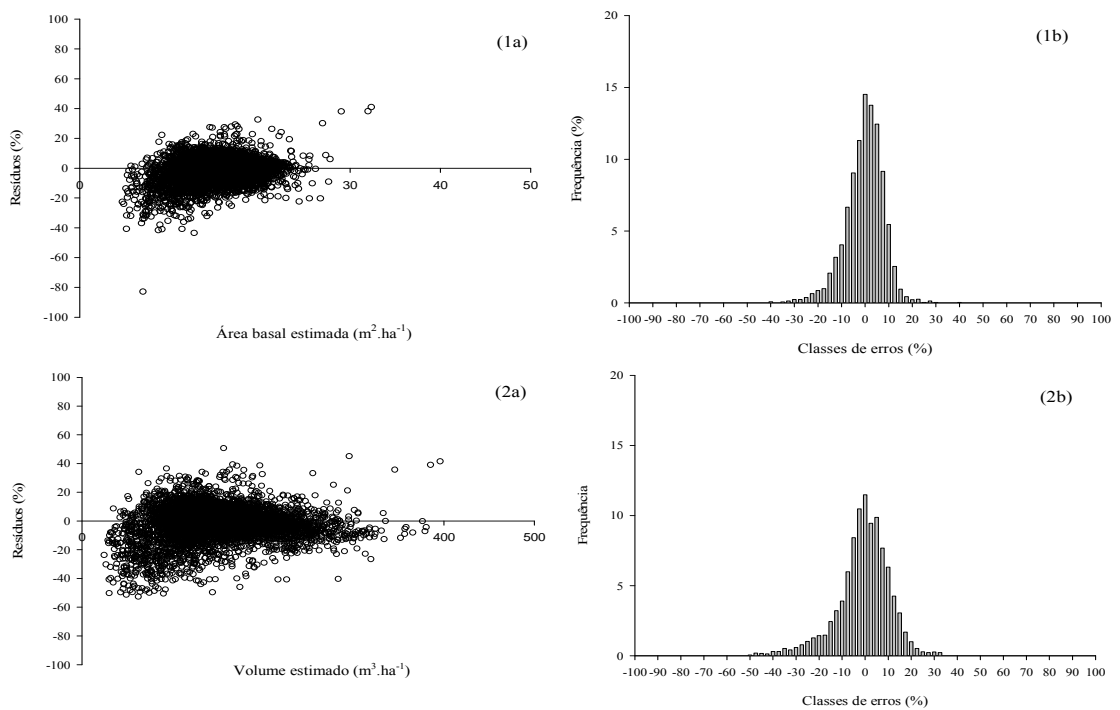 100
80
60
40
20
0
-20
-40
-60
-80
-100
Resíduos (%)
0
30
40
50
Área basal estimada (m².ha⁻¹)
(1a)
20
15
10
5
0
Frequência (%)
-100 -90 -80 -70 -60 -50 -40 -30 -20 -10 0 10 20 30 40 50 60 70 80 90 100
Classes de erros (%)
(1b)
100
80
60
40
20
0
-20
-40
-60
-80
-100
Resíduos (%)
0
400
500
Volume estimado (m³.ha⁻¹)
(2a)
20
15
10
5
0
Frequência
-100 -90 -80 -70 -60 -50 -40 -30 -20 -10 0 10 20 30 40 50 60 70 80 90 100
Classes de erros (%)
(2b)